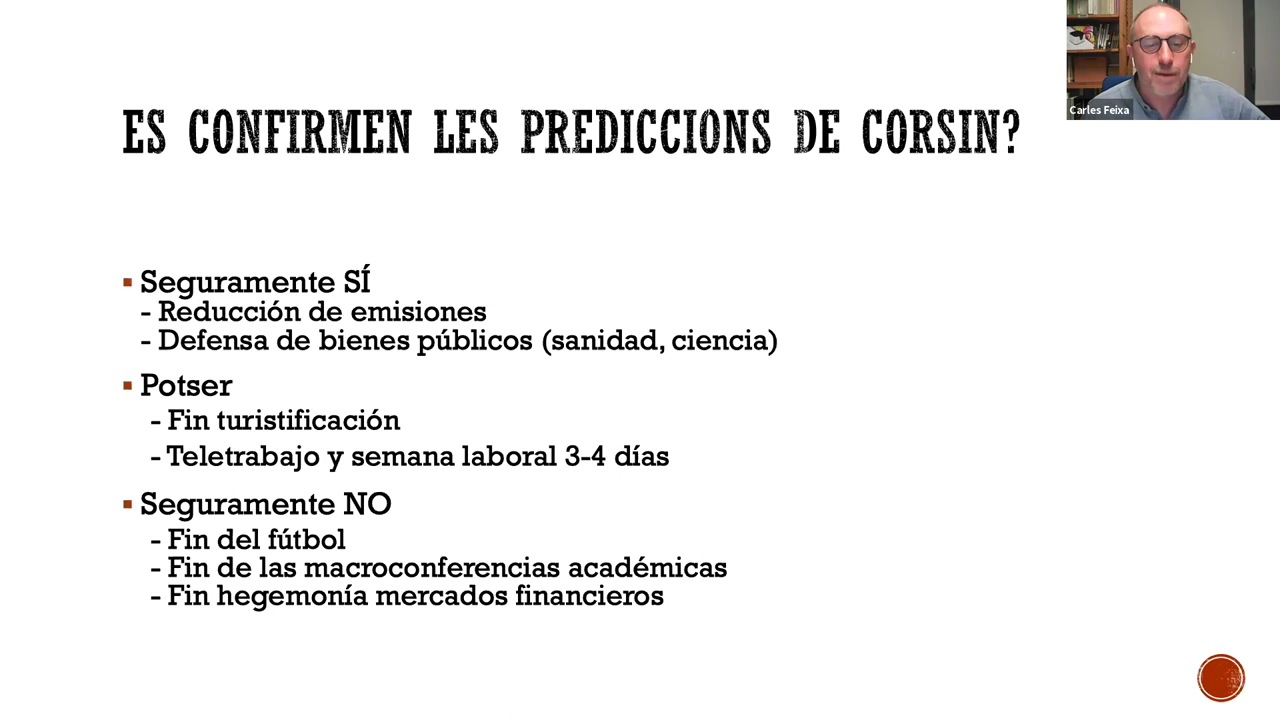 Carles Feixa
ES CONFIRMEN LES PREDICCIONS DE CORSIN?
▪ Seguramente SÍ
- Reducción de emisiones
- Defensa de bienes públicos (sanidad, ciencia)
▪ Potser
- Fin turistificación
- Teletrabajo y semana laboral 3-4 días
▪ Seguramente NO
- Fin del fútbol
- Fin de las macroconferencias académicas
- Fin hegemonía mercados financieros